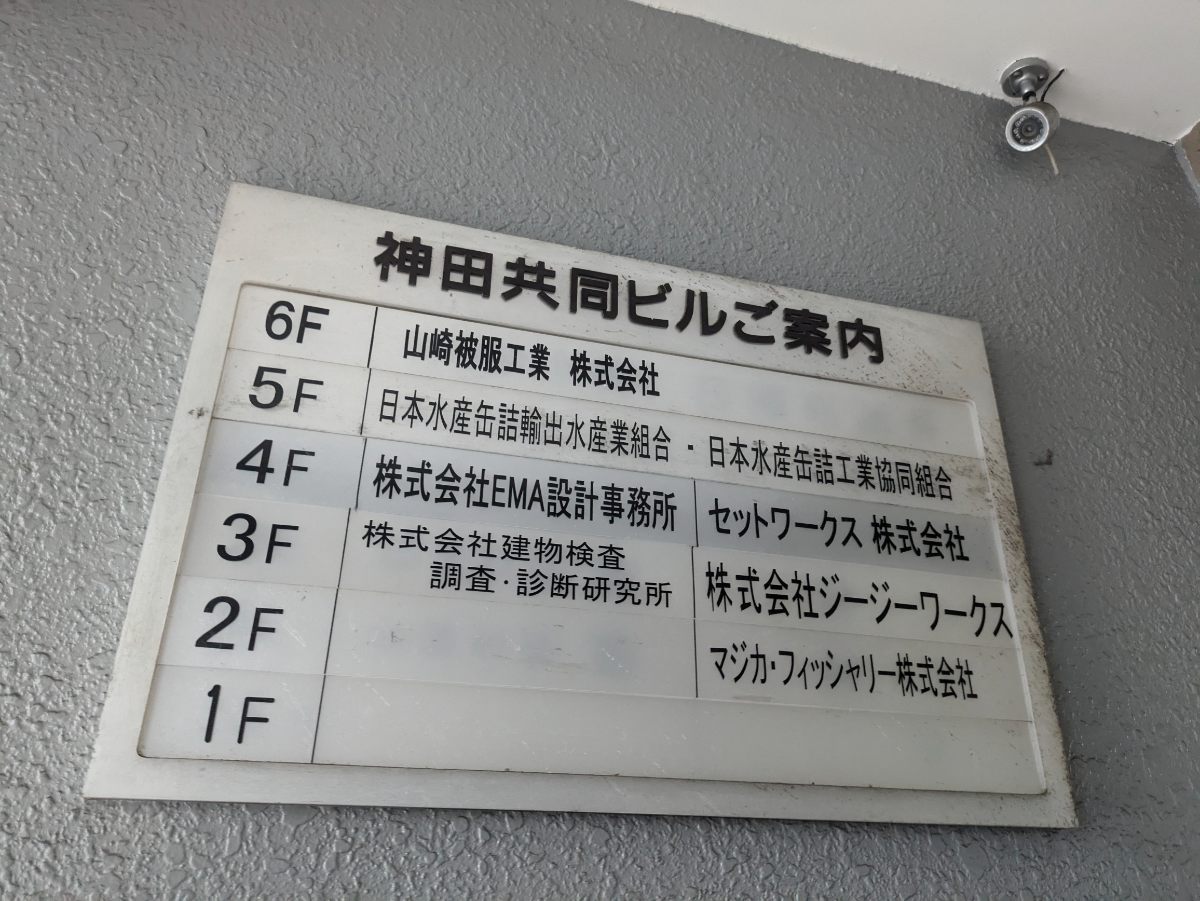 神田共同ビルご案内
6F 山崎被服工業 株式会社
5F 日本水産缶詰輸出水産業組合・日本水産缶詰工業協同組合
4F 株式会社EMA設計事務所 セットワークス 株式会社
3F 株式会社建物検査
調査・診断研究所 株式会社ジージーワークス
2F マジカ・フィッシャリー株式会社
1F